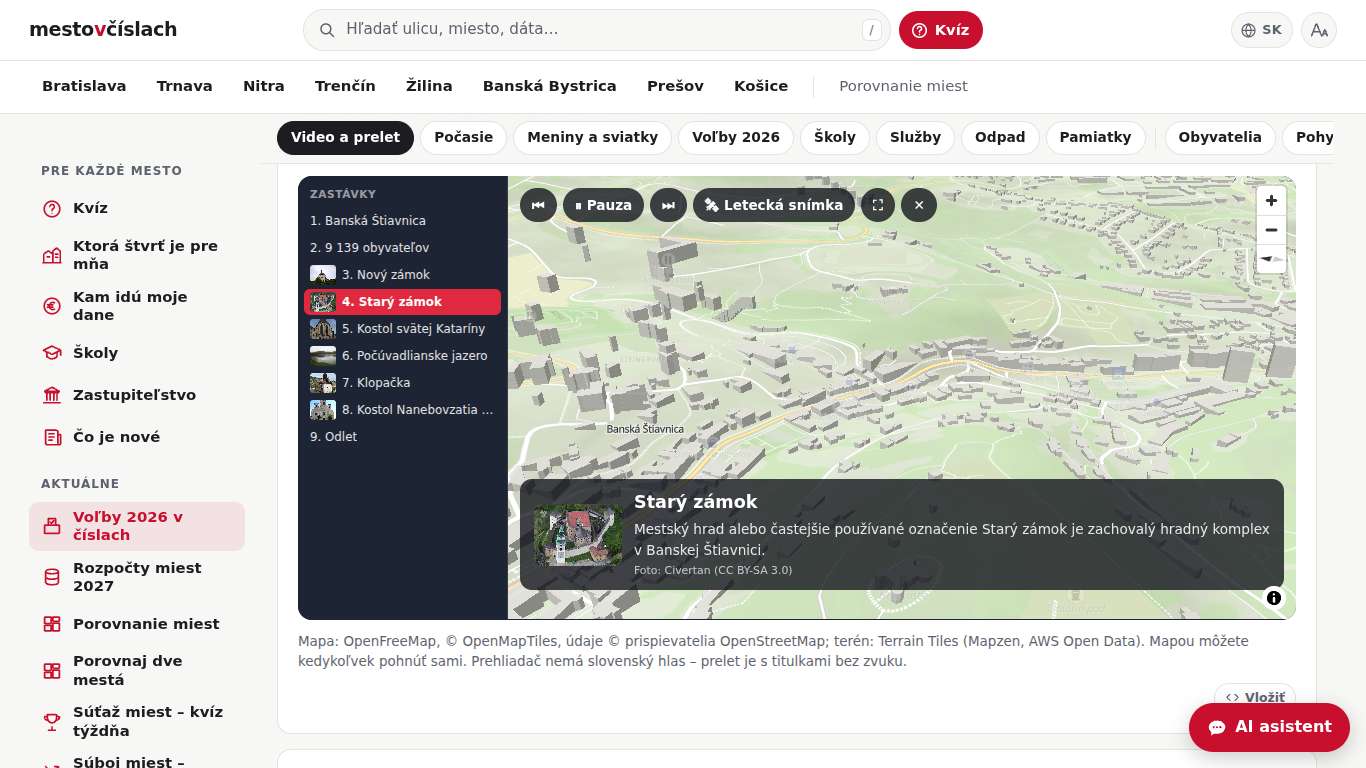 mestovčíslach
Hľadať ulicu, miesto, dáta…
/
Kvíz
SK
Bratislava
Trnava
Nitra
Trenčín
Žilina
Banská Bystrica
Prešov
Košice
Porovnanie miest
Video a prelet
Počasie
Meniny a sviatky
Voľby 2026
Školy
Služby
Odpad
Pamiatky
Obyvatelia
Pohy
PRE KAŽDÉ MESTO
Kvíz
Ktorá štvrť je pre
mňa
Kam idú moje
dane
Školy
Zastupiteľstvo
Čo je nové
AKTUÁLNE
Voľby 2026 v
číslach
Rozpočty miest
2027
Porovnanie miest
Porovnaj dve
mestá
Súťaž miest – kvíz
týždňa
Súboj miest –
ZASTÁVKY
1. Banská Štiavnica
2. 9 139 obyvateľov
3. Nový zámok
4. Starý zámok
5. Kostol svätej Kataríny
6. Počúvadlianske jazero
7. Klopačka
8. Kostol Nanebovzatia …
9. Odlet
Pauza
Letecká snímka
Banská Štiavnica
Starý zámok
Mestský hrad alebo častejšie používané označenie Starý zámok je zachovalý hradný komplex
v Banskej Štiavnici.
Foto: Civertan (CC BY-SA 3.0)
Mapa: OpenFreeMap, © OpenMapTiles, údaje © prispievatelia OpenStreetMap; terén: Terrain Tiles (Mapzen, AWS Open Data). Mapou môžete
kedykoľvek pohnúť sami. Prehliadač nemá slovenský hlas – prelet je s titulkami bez zvuku.
Vložiť
AI asistent